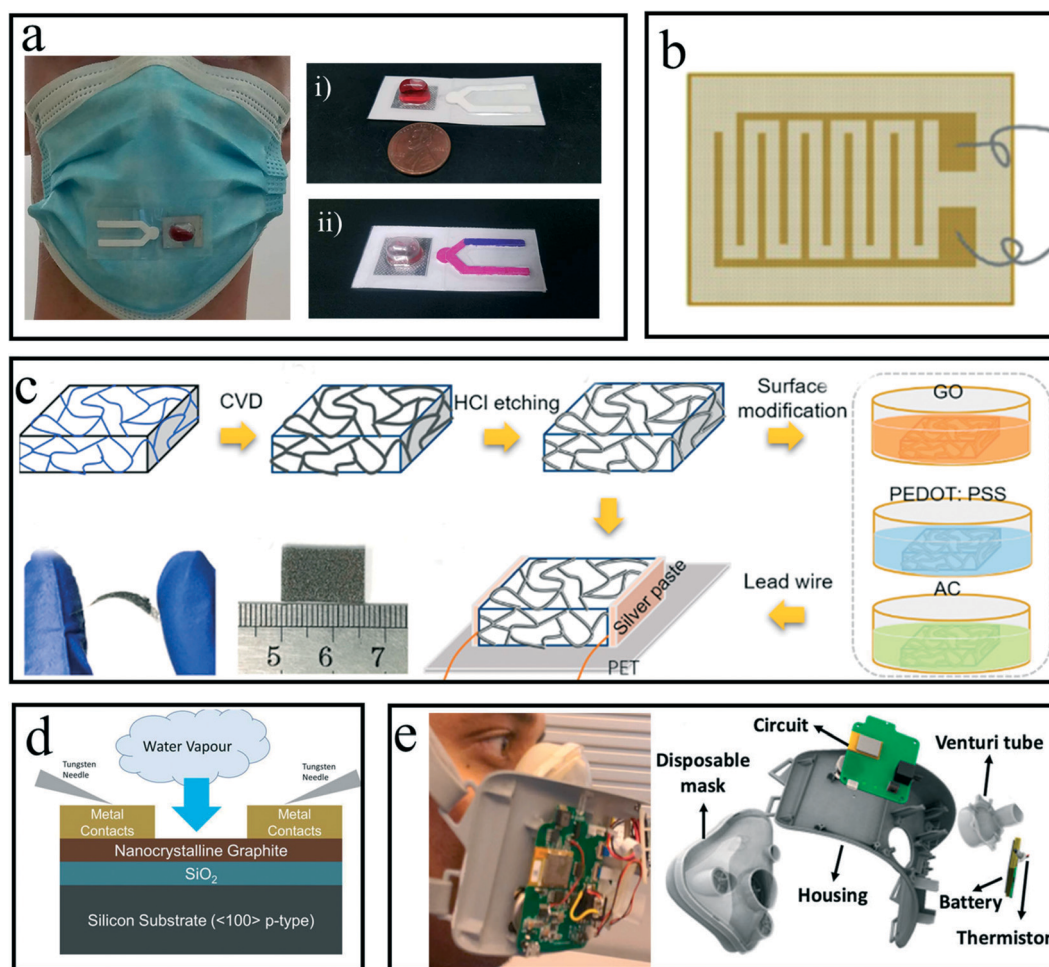 a
i)
ii)
b
c
CVD
HCl etching
Surface
modification
GO
PEDOT: PSS
AC
Lead wire
Silver paste
PET
5 6 7
d
Water Vapour
Tungsten
Needle
Tungsten
Needle
Metal
Contacts
Metal
Contacts
Nanocrystalline Graphite
SiO₂
Silicon Substrate (<100> p-type)
e
Circuit
Disposable
mask
Venturi tube
Housing
Battery
Thermistor